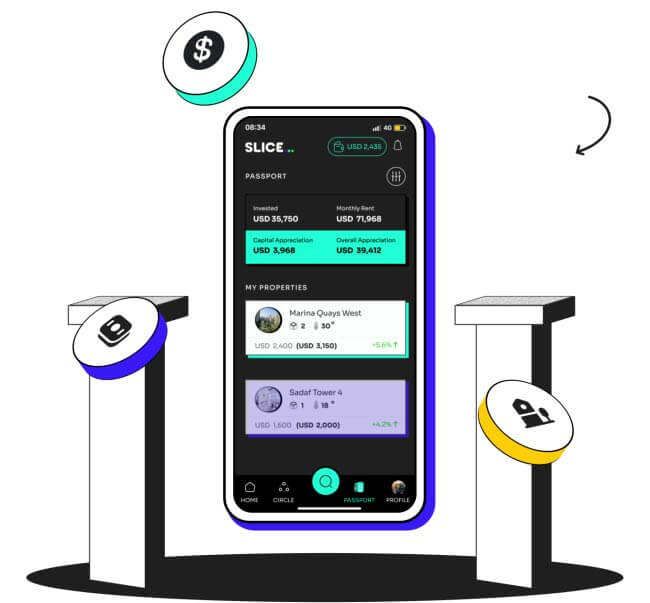 $
08:34 4G
SLICE
USD 2,435
PASSPORT
Invested Monthly Rent
USD 35,750 USD 71,968
Capital Appreciation Overall Appreciation
USD 3,968 USD 39,412
MY PROPERTIES
Marina Quays West
2 30°
USD 2,400 (USD 3,150) +5.6% ↑
Sadaf Tower 4
1 18°
USD 1,600 (USD 2,000) +4.2% ↑
HOME CIRCLE PASSPORT PROFILE